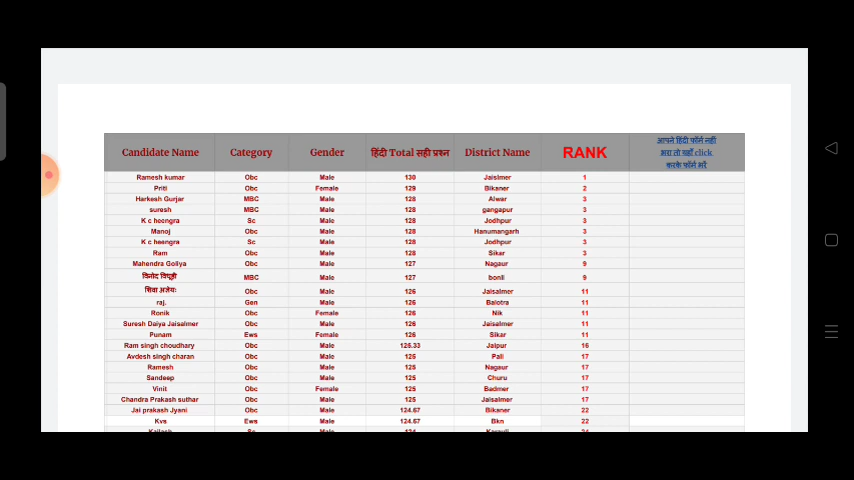 Candidate Name Category Gender हिंदी Total सही प्रश्न District Name RANK आपने हिंदी फॉर्म नही भरा तो यहाँ click करके फॉर्म भरै
Ramesh kumar Obc Male 130 Jaislmer 1
Priti Obc Female 129 Bikaner 2
Harkesh Gurjar MBC Male 128 Alwar 3
suresh MBC Male 128 gangapur 3
K c heengra Sc Male 128 Jodhpur 3
Manoj Obc Male 128 Hanumangarh 3
K c heengra Sc Male 128 Jodhpur 3
Ram Obc Male 128 Sikar 3
Mahendra Goliya Obc Male 127 Nagaur 9
विनोद विधूड़ी MBC Male 127 bonli 9
शिवा अजेयः Obc Male 126 Jaisalmer 11
raj. Gen Male 126 Balotra 11
Ronik Obc Female 126 Nik 11
Suresh Daiya Jaisalmer Obc Male 126 Jaisalmer 11
Punam Ews Female 126 Sikar 11
Ram singh choudhary Obc Male 125.33 Jaipur 16
Avdesh singh charan Obc Male 125 Pali 17
Ramesh Obc Male 125 Nagaur 17
Sandeep Obc Male 125 Churu 17
Vinit Obc Female 125 Badmer 17
Chandra Prakash suthar Obc Male 125 Jaisalmer 17
Jai prakash Jyani Obc Male 124.67 Bikaner 22
Kvs Ews Male 124.67 Bkn 22